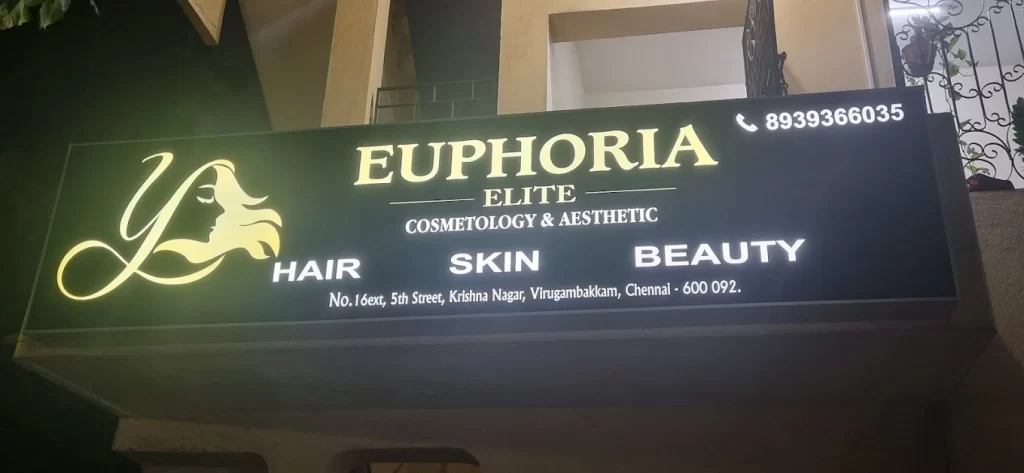 8939366035
EUPHORIA
ELITE
COSMETOLOGY & AESTHETIC
HAIR SKIN BEAUTY
No.16ext, 5th Street, Krishna Nagar, Virugambakkam, Chennai - 600 092.